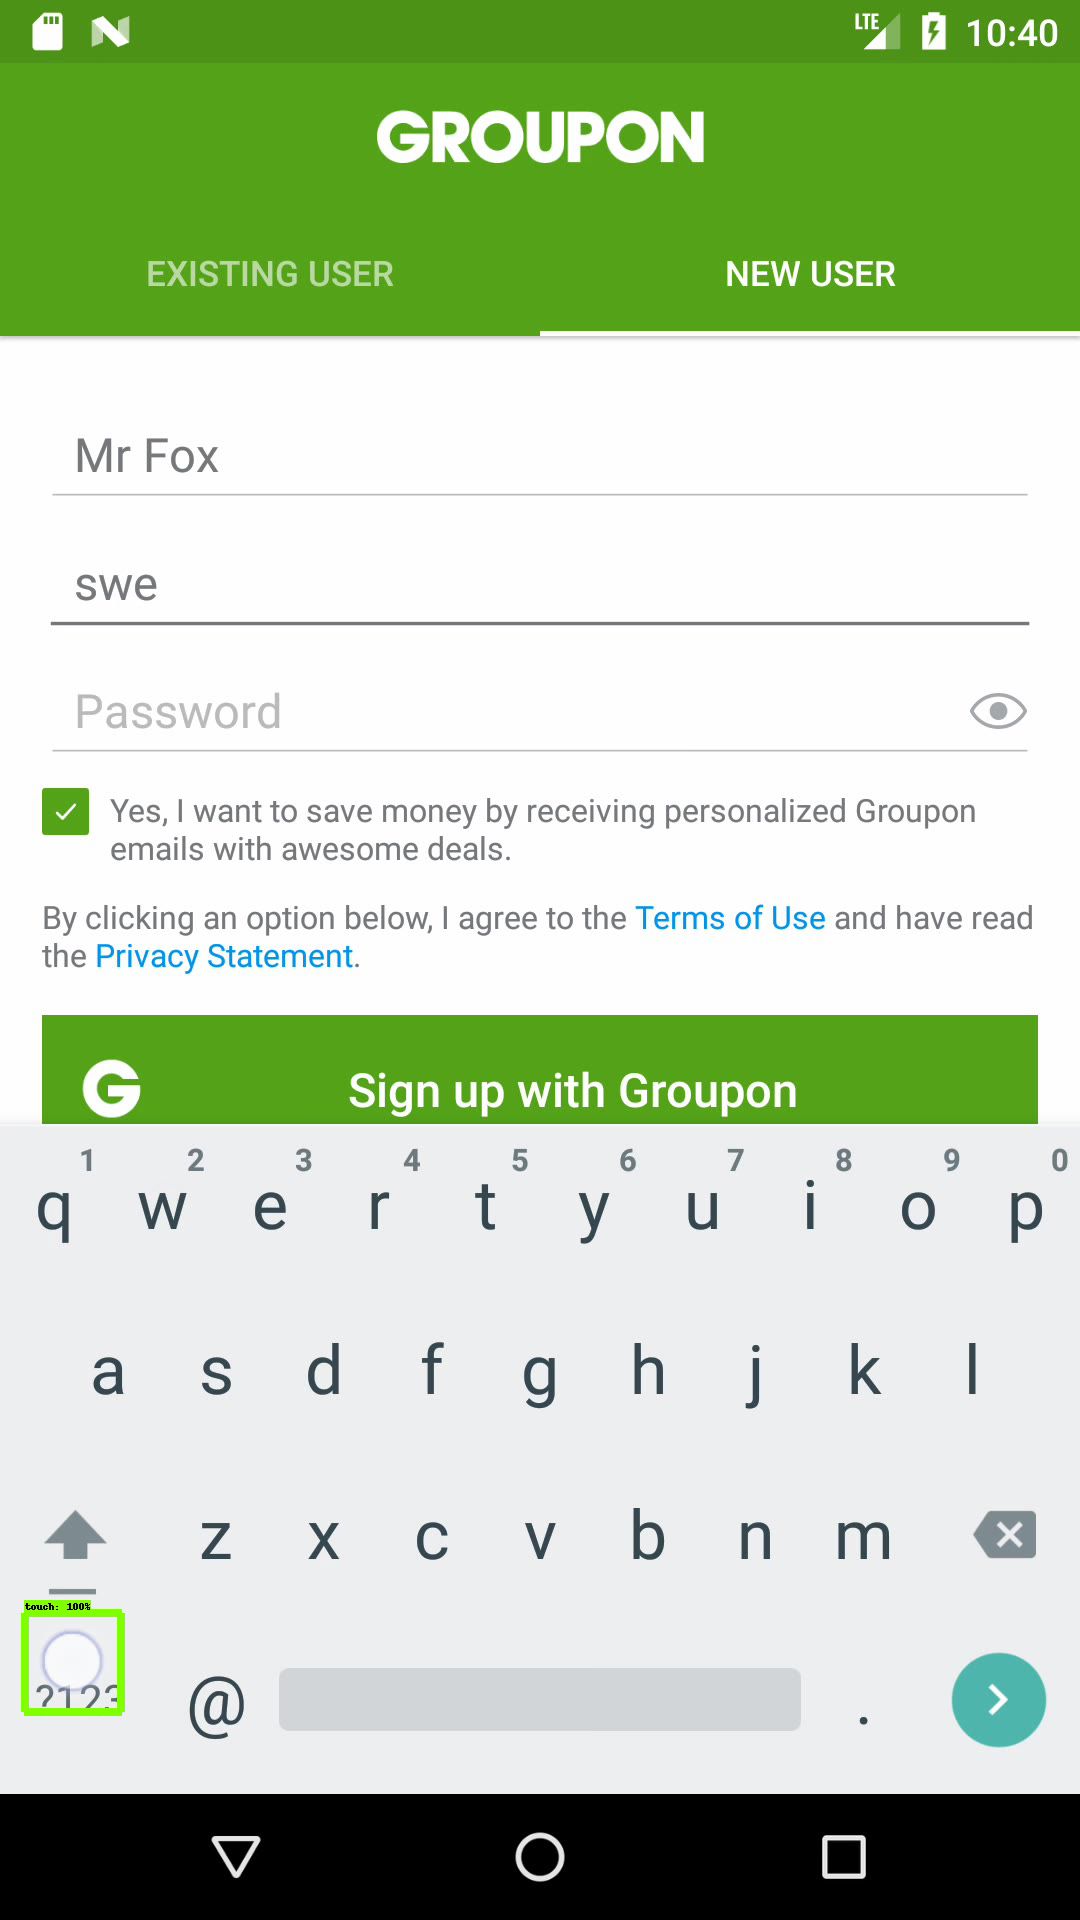 LTE 10:40
GROUPON
EXISTING USER NEW USER
Mr Fox
swe
Password
Yes, I want to save money by receiving personalized Groupon
emails with awesome deals.
By clicking an option below, I agree to the Terms of Use and have read
the Privacy Statement.
G Sign up with Groupon
1 2 3 4 5 6 7 8 9 0
q w e r t y u i o p
a s d f g h j k l
z x c v b n m
touch: 100%
?123 @ .